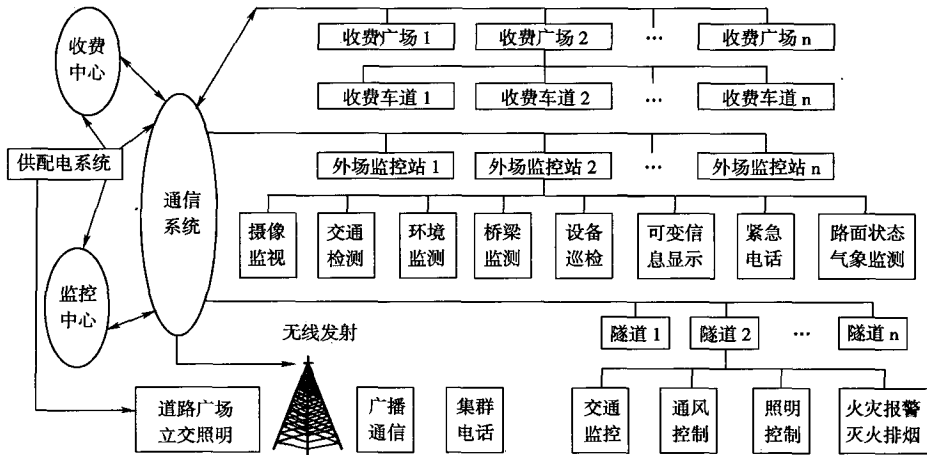 收费
中心
收费广场 1
收费广场 2
…
收费广场 n
收费车道 1
收费车道 2
…
收费车道 n
供配电系统
通信
系统
外场监控站 1
外场监控站 2
…
外场监控站 n
摄像
监视
交通
检测
环境
监测
桥梁
监测
设备
巡检
可变信
息显示
紧急
电话
路面状态
气象监测
监控
中心
隧道 1
隧道 2
…
隧道 n
无线发射
道路广场
立交照明
广播
通信
集群
电话
交通
监控
通风
控制
照明
控制
火灾报警
灭火排烟